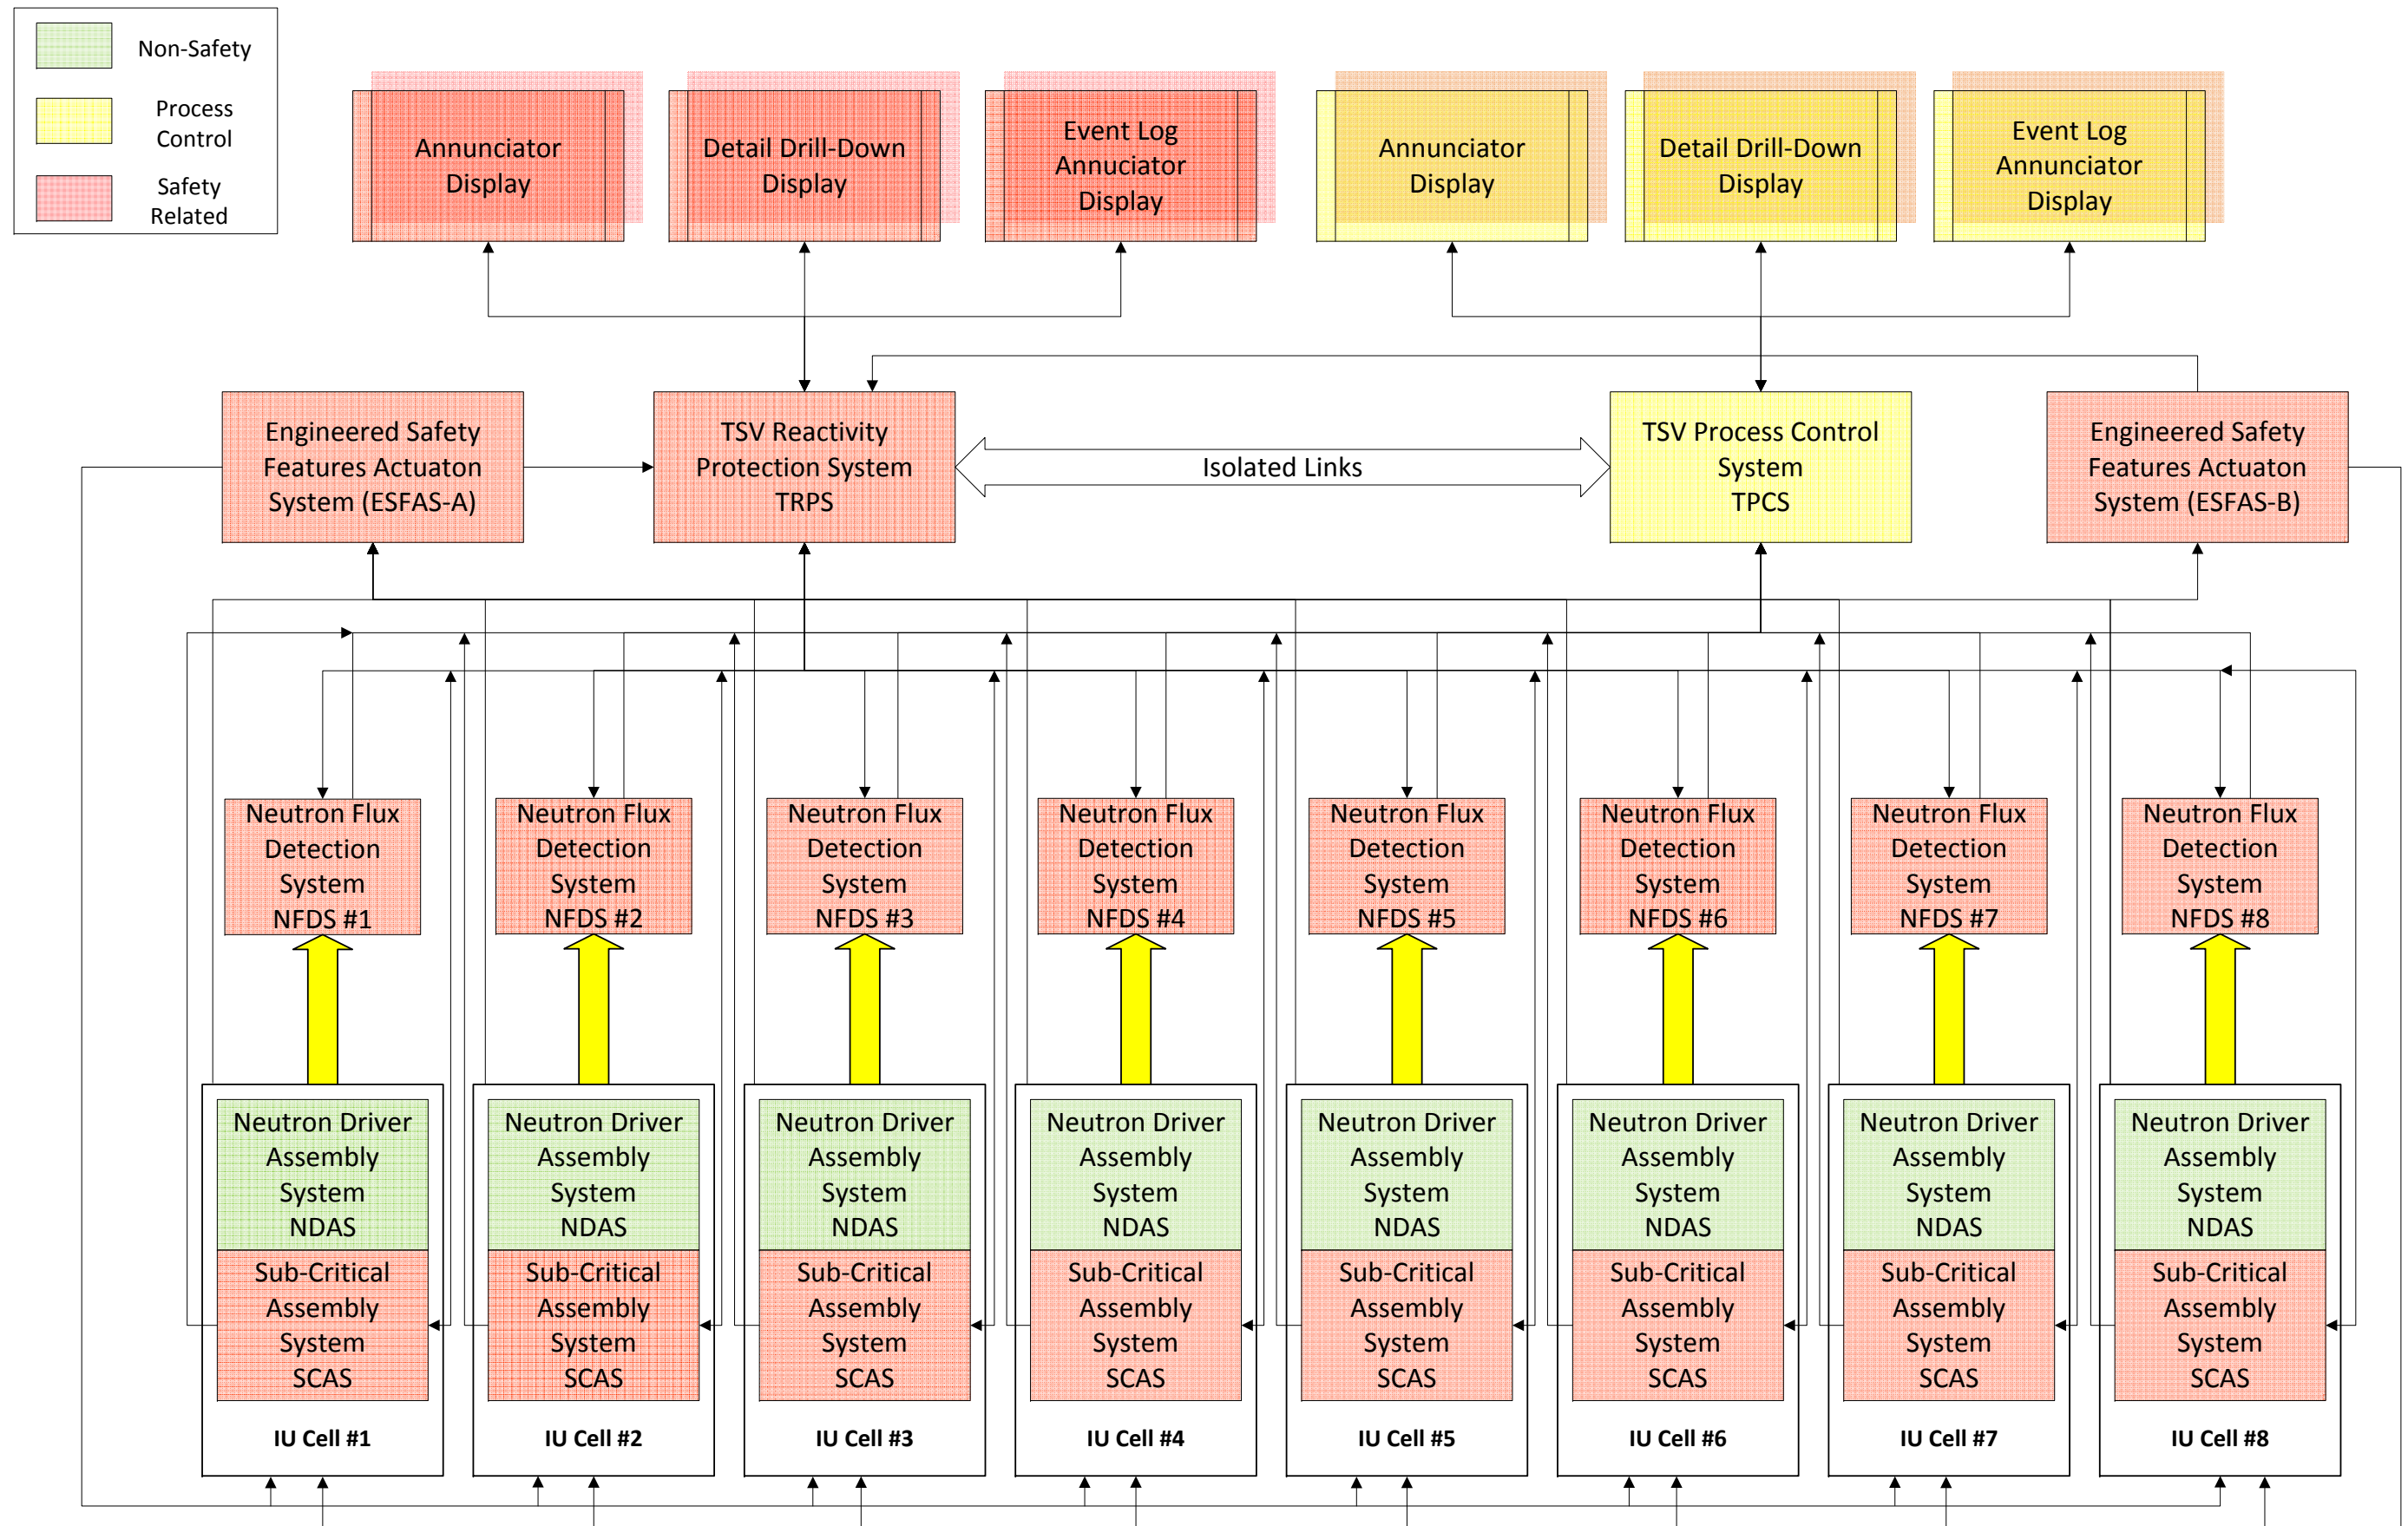 Non-Safety
Process
Control
Safety
Related
Annunciator
Display
Detail Drill-Down
Display
Event Log
Annuciator
Display
Annunciator
Display
Detail Drill-Down
Display
Event Log
Annunciator
Display
Engineered Safety
Features Actuaton
System (ESFAS-A)
TSV Reactivity
Protection System
TRPS
Isolated Links
TSV Process Control
System
TPCS
Engineered Safety
Features Actuaton
System (ESFAS-B)
Neutron Flux
Detection
System
NFDS #1
Neutron Flux
Detection
System
NFDS #2
Neutron Flux
Detection
System
NFDS #3
Neutron Flux
Detection
System
NFDS #4
Neutron Flux
Detection
System
NFDS #5
Neutron Flux
Detection
System
NFDS #6
Neutron Flux
Detection
System
NFDS #7
Neutron Flux
Detection
System
NFDS #8
Neutron Driver
Assembly
System
NDAS
Sub-Critical
Assembly
System
SCAS
IU Cell #1
Neutron Driver
Assembly
System
NDAS
Sub-Critical
Assembly
System
SCAS
IU Cell #2
Neutron Driver
Assembly
System
NDAS
Sub-Critical
Assembly
System
SCAS
IU Cell #3
Neutron Driver
Assembly
System
NDAS
Sub-Critical
Assembly
System
SCAS
IU Cell #4
Neutron Driver
Assembly
System
NDAS
Sub-Critical
Assembly
System
SCAS
IU Cell #5
Neutron Driver
Assembly
System
NDAS
Sub-Critical
Assembly
System
SCAS
IU Cell #6
Neutron Driver
Assembly
System
NDAS
Sub-Critical
Assembly
System
SCAS
IU Cell #7
Neutron Driver
Assembly
System
NDAS
Sub-Critical
Assembly
System
SCAS
IU Cell #8